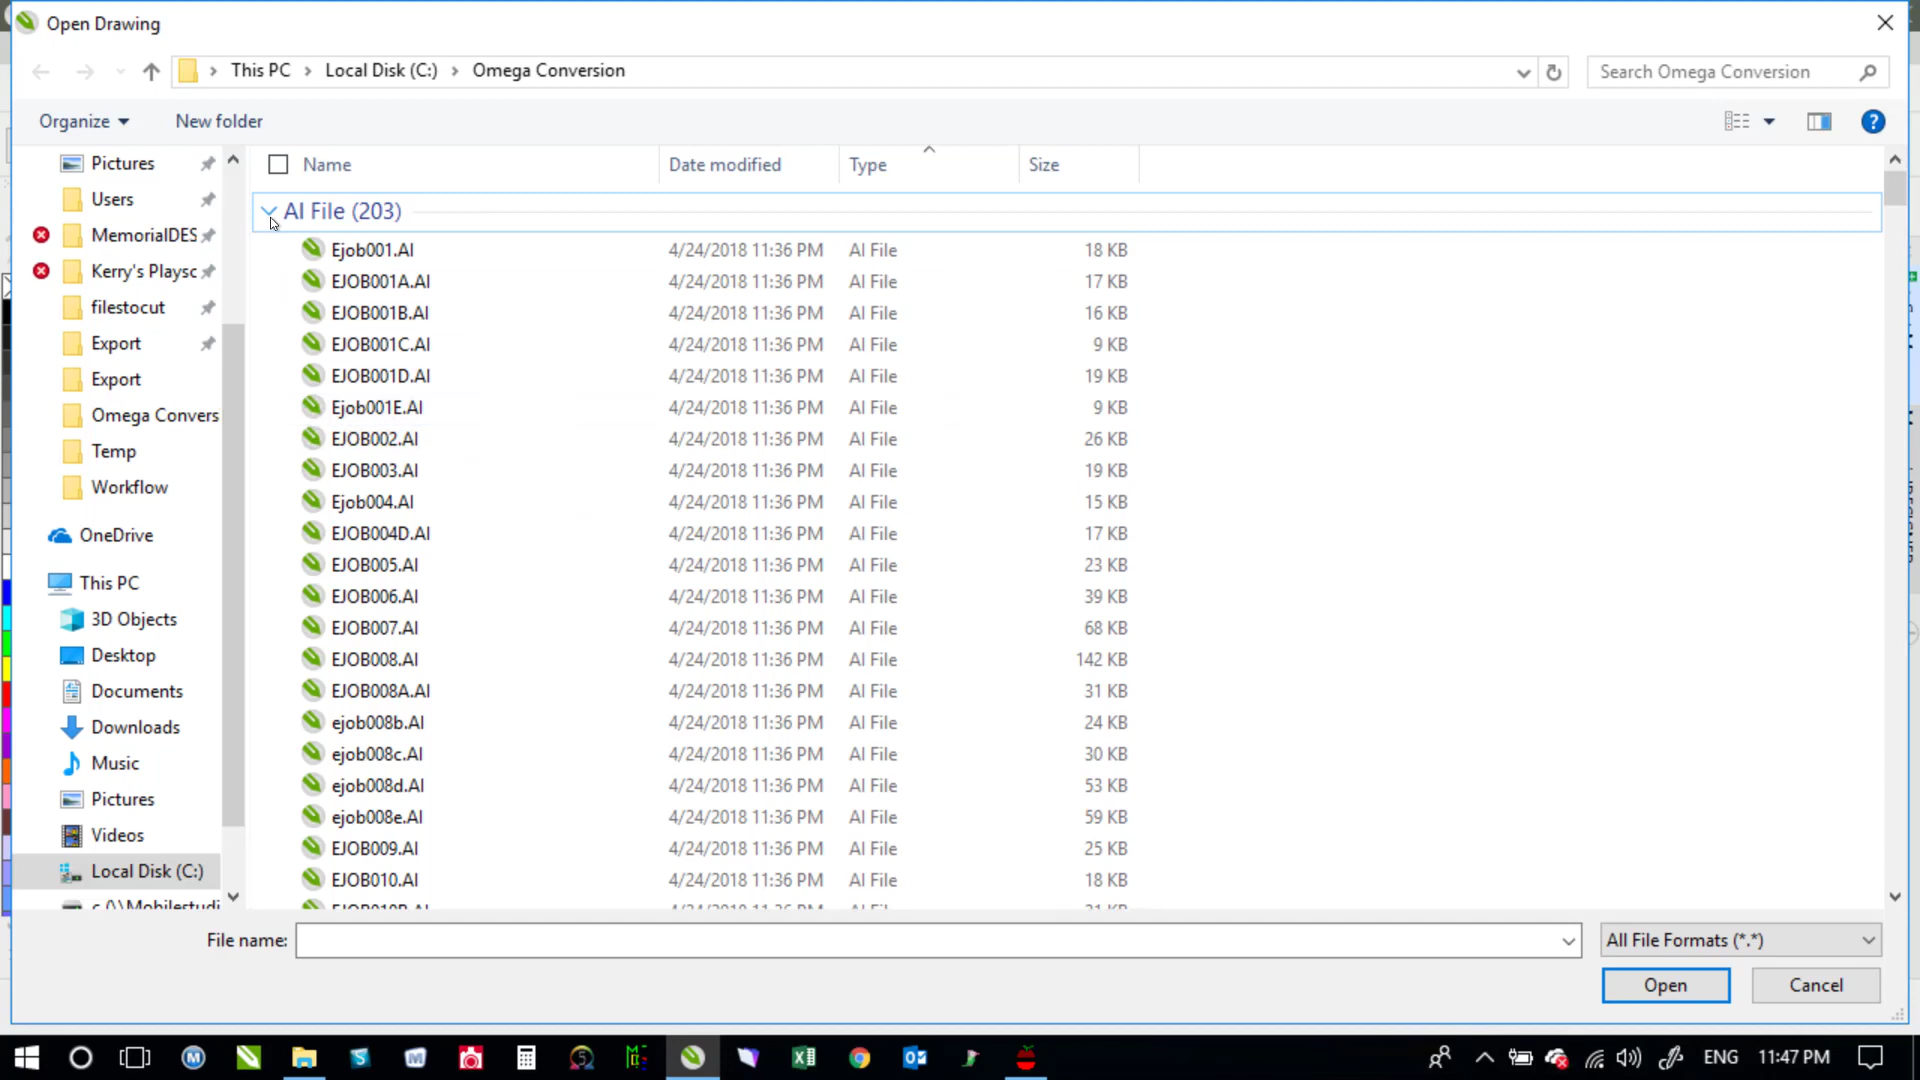 Open Drawing
This PC > Local Disk (C:) > Omega Conversion
Search Omega Conversion
Organize
New folder
Pictures
Users
MemorialDES
Kerry's Playsc
filestocut
Export
Export
Omega Convers
Temp
Workflow
OneDrive
This PC
3D Objects
Desktop
Documents
Downloads
Music
Pictures
Videos
Local Disk (C:)
Name Date modified Type Size
AI File (203)
Ejob001.AI 4/24/2018 11:36 PM AI File 18 KB
EJOB001A.AI 4/24/2018 11:36 PM AI File 17 KB
EJOB001B.AI 4/24/2018 11:36 PM AI File 16 KB
EJOB001C.AI 4/24/2018 11:36 PM AI File 9 KB
EJOB001D.AI 4/24/2018 11:36 PM AI File 19 KB
Ejob001E.AI 4/24/2018 11:36 PM AI File 9 KB
EJOB002.AI 4/24/2018 11:36 PM AI File 26 KB
EJOB003.AI 4/24/2018 11:36 PM AI File 19 KB
Ejob004.AI 4/24/2018 11:36 PM AI File 15 KB
EJOB004D.AI 4/24/2018 11:36 PM AI File 17 KB
EJOB005.AI 4/24/2018 11:36 PM AI File 23 KB
EJOB006.AI 4/24/2018 11:36 PM AI File 39 KB
EJOB007.AI 4/24/2018 11:36 PM AI File 68 KB
EJOB008.AI 4/24/2018 11:36 PM AI File 142 KB
EJOB008A.AI 4/24/2018 11:36 PM AI File 31 KB
ejob008b.AI 4/24/2018 11:36 PM AI File 24 KB
ejob008c.AI 4/24/2018 11:36 PM AI File 30 KB
ejob008d.AI 4/24/2018 11:36 PM AI File 53 KB
ejob008e.AI 4/24/2018 11:36 PM AI File 59 KB
EJOB009.AI 4/24/2018 11:36 PM AI File 25 KB
EJOB010.AI 4/24/2018 11:36 PM AI File 18 KB
File name:
All File Formats (*.*)
Open
Cancel
ENG
11:47 PM